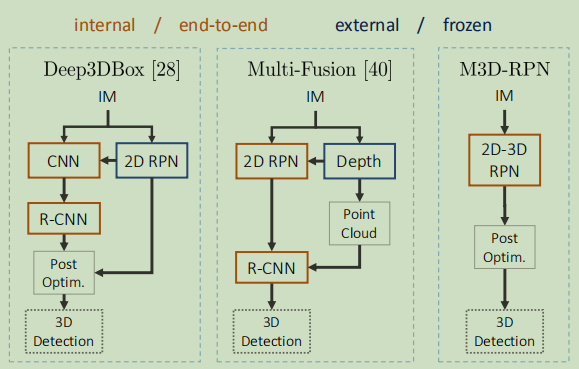 internal / end-to-end external / frozen
Deep3DBox [28]
IM
CNN
2D RPN
R-CNN
Post
Optim.
3D
Detection
Multi-Fusion [40]
IM
2D RPN
Depth
Point
Cloud
R-CNN
3D
Detection
M3D-RPN
IM
2D-3D
RPN
Post
Optim.
3D
Detection